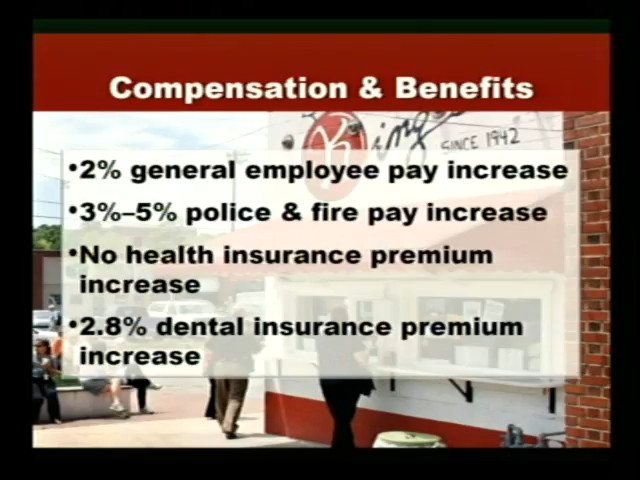 Compensation & Benefits
King's
SINCE 1942
•2% general employee pay increase
•3%–5% police & fire pay increase
•No health insurance premium
increase
•2.8% dental insurance premium
increase